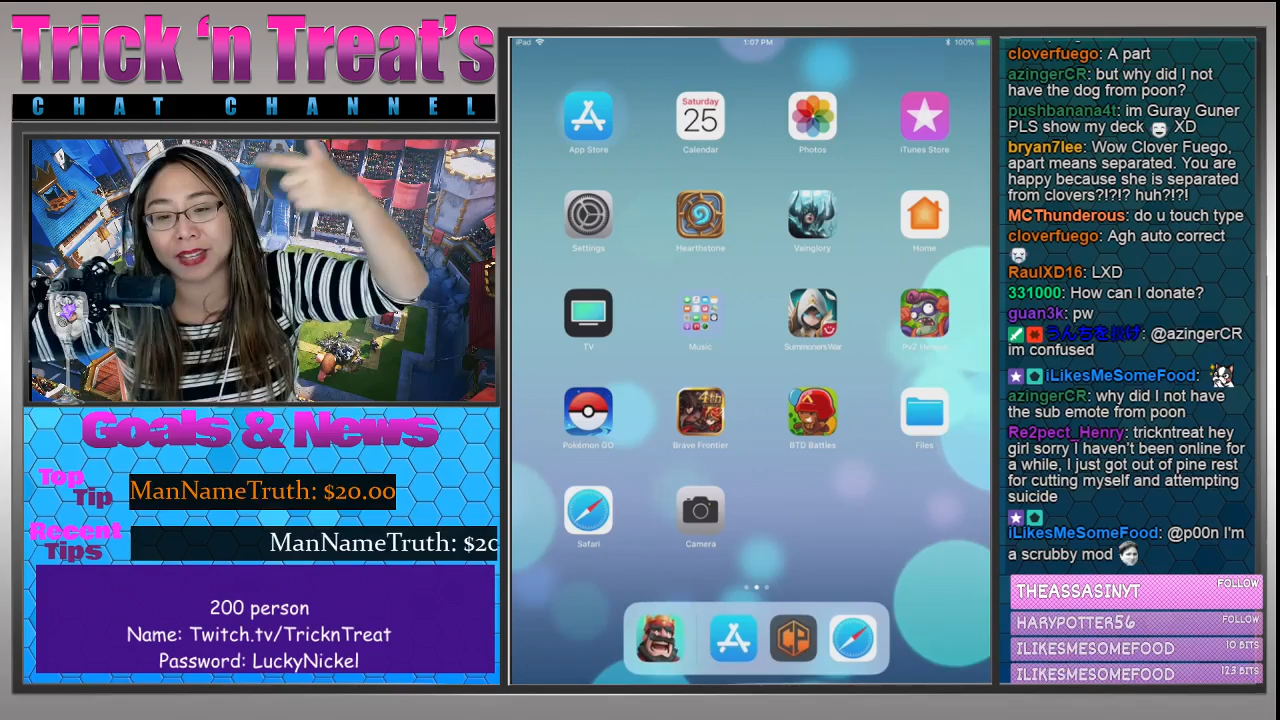 Trick 'n Treat's
CHAT CHANNEL
Goals & News
Top
Tip
ManNameTruth: $20.00
Recent
Tips
ManNameTruth: $20
200 person
Name: Twitch.tv/TricknTreat
Password: LuckyNickel
iPad
1:07 PM
100%
App Store
Saturday
25
Calendar
Photos
iTunes Store
Settings
Hearthstone
Vainglory
Home
TV
Music
SummonersWar
PvZ Heroes
Pokémon GO
4th
Brave Frontier
BTD Battles
Files
Safari
Camera
cloverfuego: A part
azingerCR: but why did I not
have the dog from poon?
pushbanana4t: im Guray Guner
PLS show my deck XD
bryan7lee: Wow Clover Fuego,
apart means separated. You are
happy because she is separated
from clovers?!?!? huh?!?!
MCThunderous: do u touch type
cloverfuego: Agh auto correct
RaulXD16: LXD
331000: How can I donate?
guan3k: pw
@azingerCR
im confused
iLikesMeSomeFood:
azingerCR: why did I not have
the sub emote from poon
Re2pect_Henry: trickntreat hey
girl sorry I haven't been online for
a while, I just got out of pine rest
for cutting myself and attempting
suicide
iLikesMeSomeFood: @p00n I'm
a scrubby mod
THEASSASINYT FOLLOW
HARYPOTTER56 FOLLOW
ILIKESMESOMEFOOD 10 BITS
ILIKESMESOMEFOOD 123 BITS